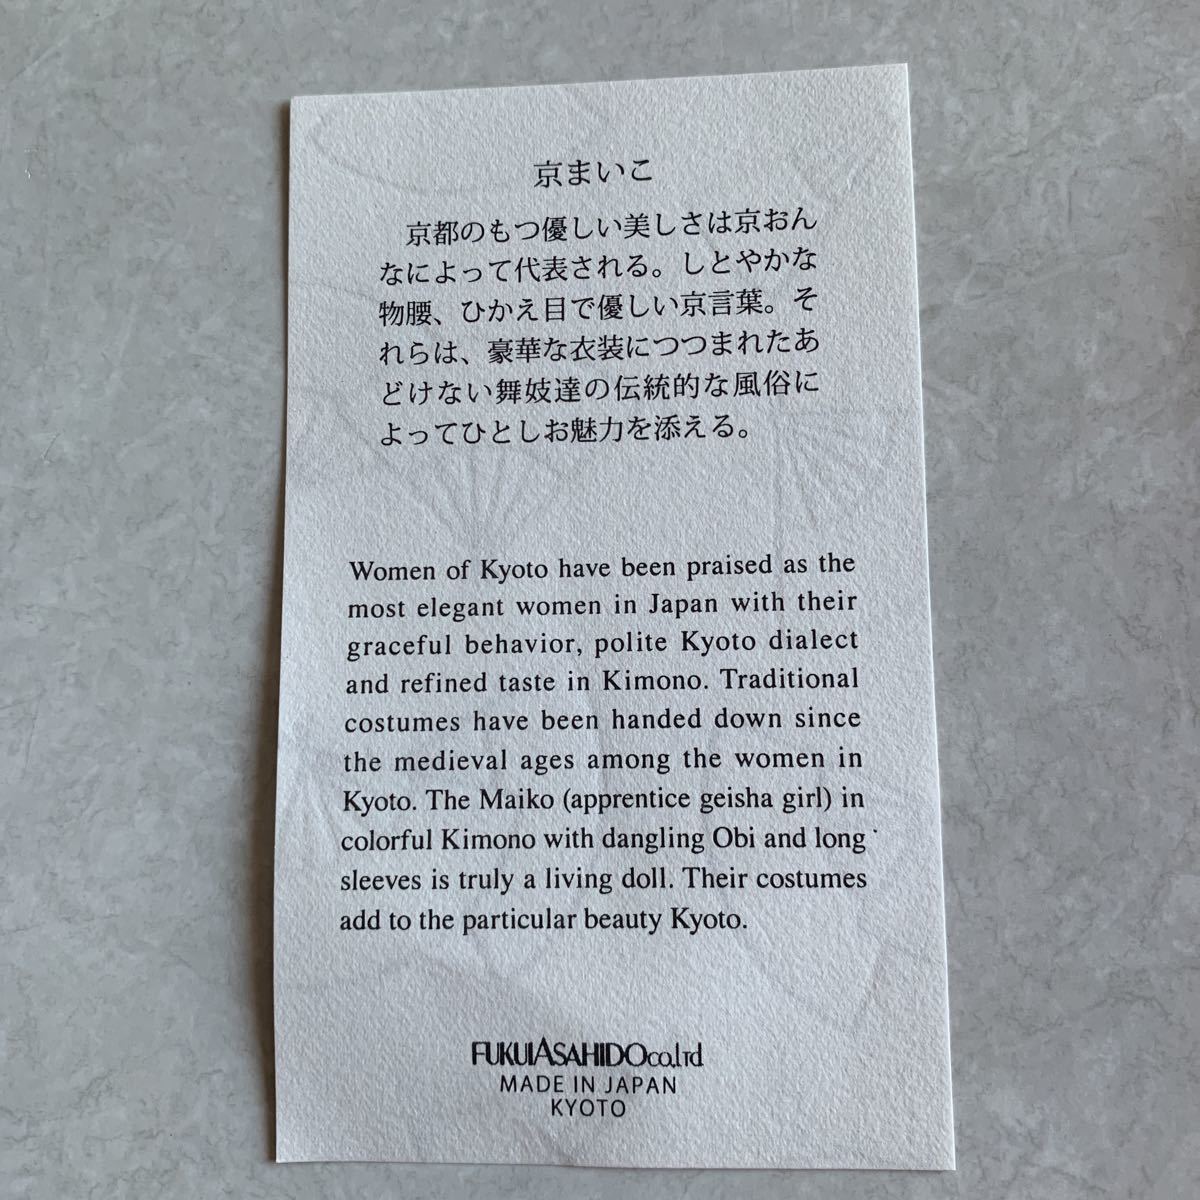 京まいこ
京都のもつ優しい美しさは京おん
なによって代表される。しとやかな
物腰、ひかえ目で優しい京言葉。そ
れらは、豪華な衣装につつまれたあ
どけない舞妓達の伝統的な風俗に
よってひとしお魅力を添える。
Women of Kyoto have been praised as the
most elegant women in Japan with their
graceful behavior, polite Kyoto dialect
and refined taste in Kimono. Traditional
costumes have been handed down since
the medieval ages among the women in
Kyoto. The Maiko (apprentice geisha girl) in
colorful Kimono with dangling Obi and long
sleeves is truly a living doll. Their costumes
add to the particular beauty Kyoto.
FUKUIASAHIDO co.,ltd
MADE IN JAPAN
KYOTO